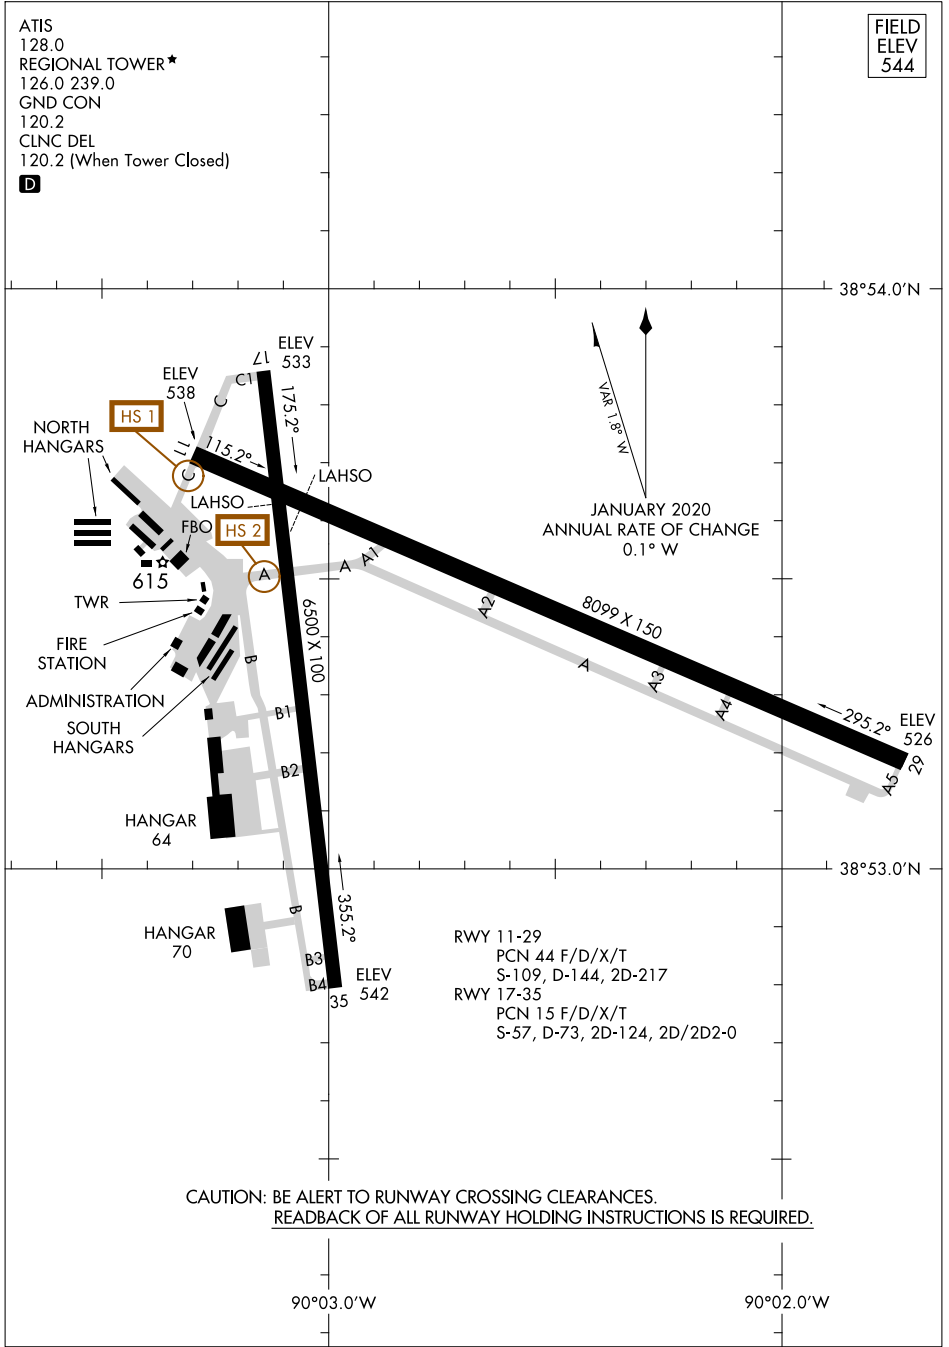 ATIS
128.0
REGIONAL TOWER★
126.0 239.0
GND CON
120.2
CLNC DEL
120.2 (When Tower Closed)
D
FIELD
ELEV
544
38°54.0'N
ELEV
533
17
C1
175.2°
ELEV
538
C
HS 1
11
115.2°
NORTH
HANGARS
C
LAHSO
LAHSO
VAR 1.8° W
JANUARY 2020
ANNUAL RATE OF CHANGE
0.1° W
FBO
HS 2
615
A
A
A1
TWR
6500 X 100
A2
8099 X 150
FIRE
STATION
B
A
A3
ADMINISTRATION
SOUTH
HANGARS
B1
A4
295.2°
ELEV
526
29
B2
A5
HANGAR
64
38°53.0'N
355.2°
B
HANGAR
70
B3
B4
35
ELEV
542
RWY 11-29
PCN 44 F/D/X/T
S-109, D-144, 2D-217
RWY 17-35
PCN 15 F/D/X/T
S-57, D-73, 2D-124, 2D/2D2-0
CAUTION: BE ALERT TO RUNWAY CROSSING CLEARANCES.
READBACK OF ALL RUNWAY HOLDING INSTRUCTIONS IS REQUIRED.
90°03.0'W
90°02.0'W